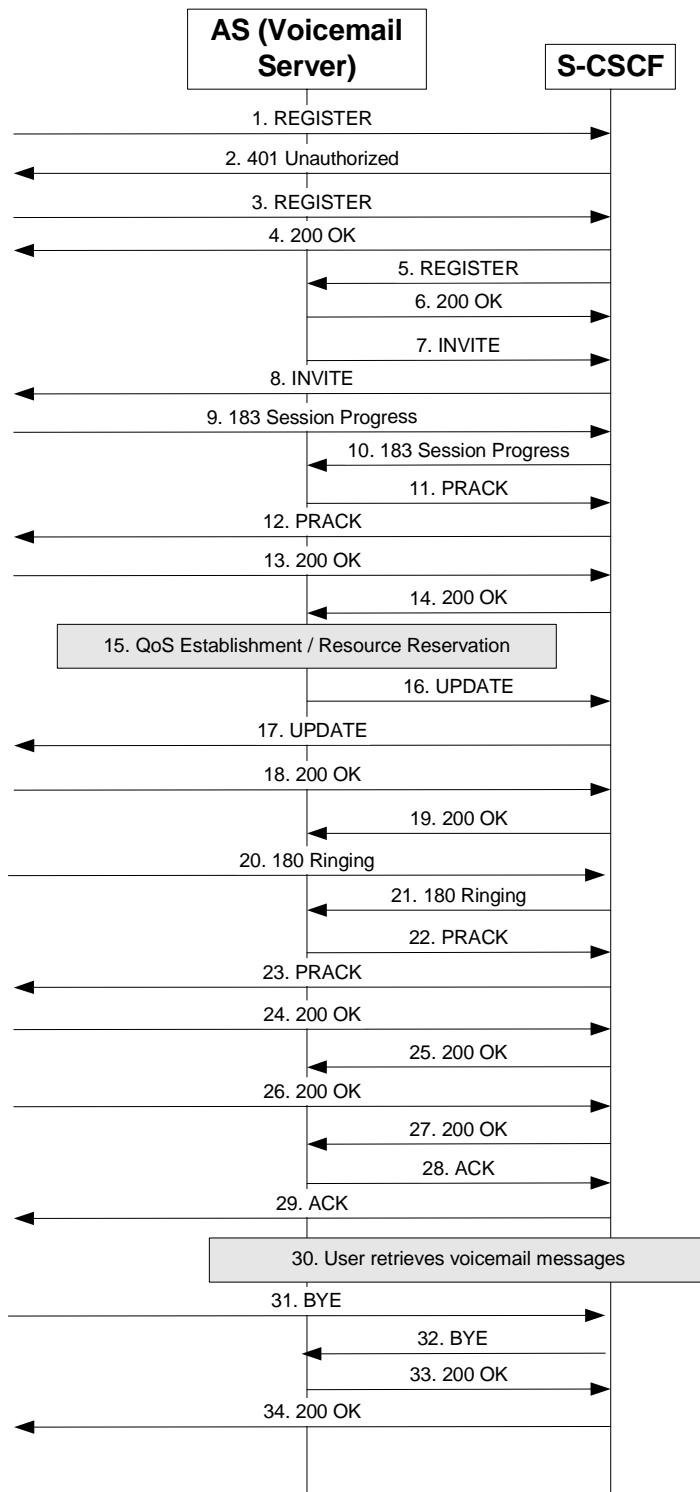 AS (Voicemail
Server)
S-CSCF
1. REGISTER
2. 401 Unauthorized
3. REGISTER
4. 200 OK
5. REGISTER
6. 200 OK
7. INVITE
8. INVITE
9. 183 Session Progress
10. 183 Session Progress
11. PRACK
12. PRACK
13. 200 OK
14. 200 OK
15. QoS Establishment / Resource Reservation
16. UPDATE
17. UPDATE
18. 200 OK
19. 200 OK
20. 180 Ringing
21. 180 Ringing
22. PRACK
23. PRACK
24. 200 OK
25. 200 OK
26. 200 OK
27. 200 OK
28. ACK
29. ACK
30. User retrieves voicemail messages
31. BYE
32. BYE
33. 200 OK
34. 200 OK